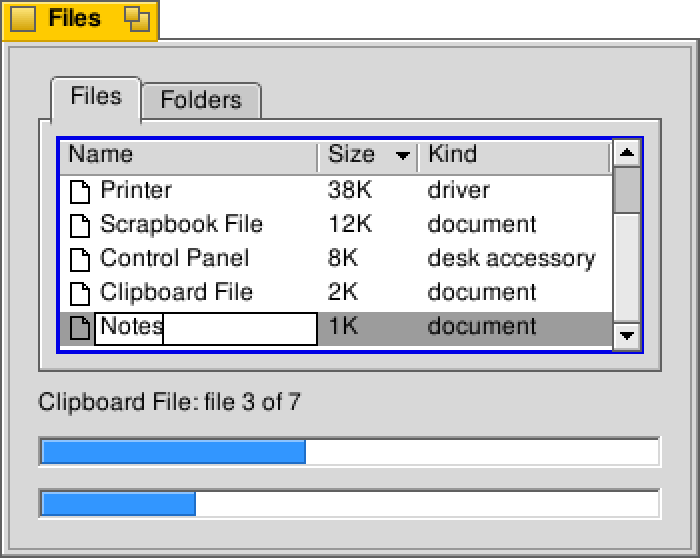 Files
Files Folders
Name Size Kind
Printer 38K driver
Scrapbook File 12K document
Control Panel 8K desk accessory
Clipboard File 2K document
Notes 1K document
Clipboard File: file 3 of 7